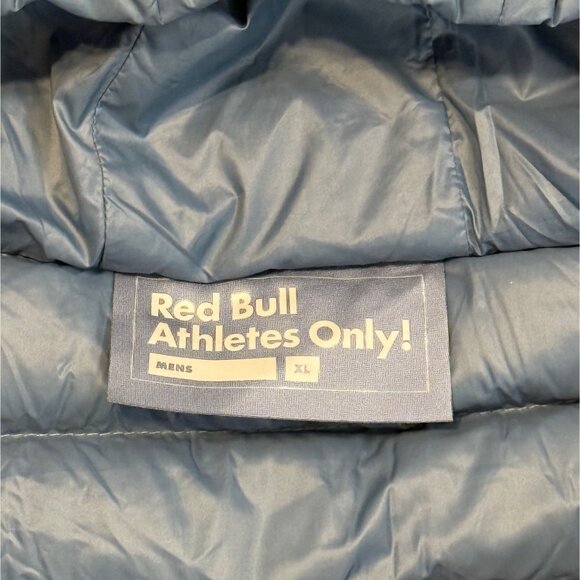 Red Bull
Athletes Only!
MENS XL